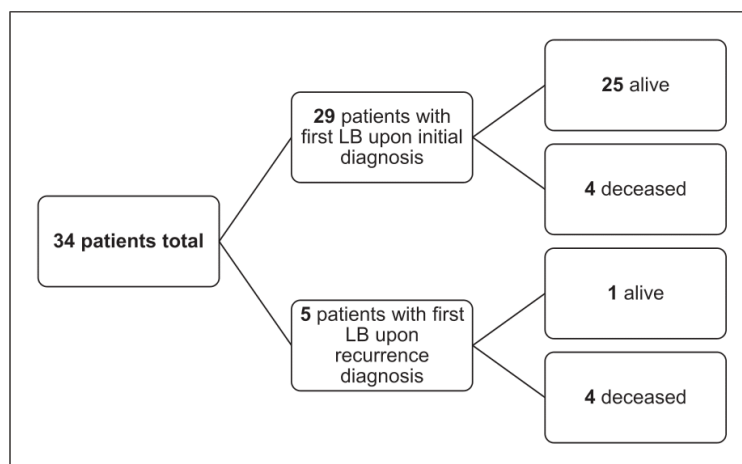 34 patients total
29 patients with
first LB upon initial
diagnosis
5 patients with first
LB upon
recurrence
diagnosis
25 alive
4 deceased
1 alive
4 deceased